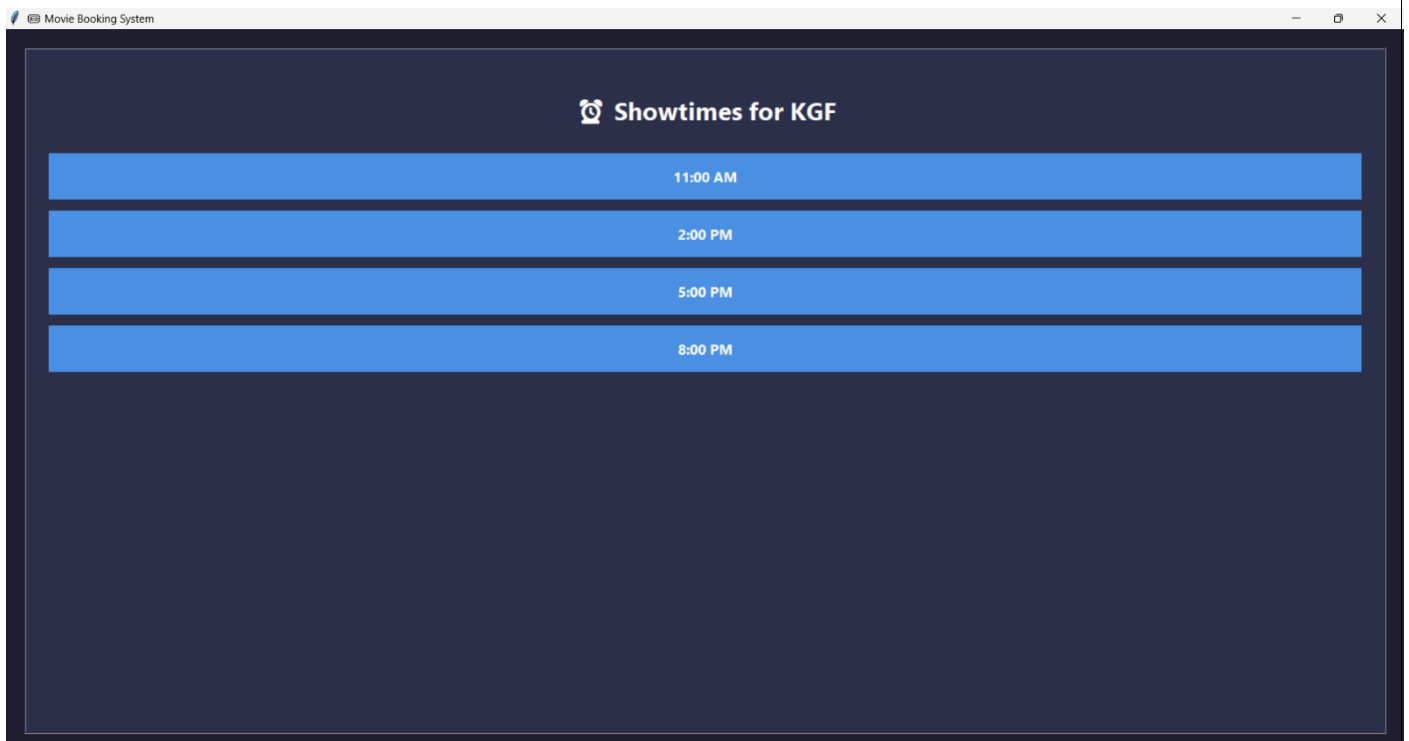 Movie Booking System
Showtimes for KGF
11:00 AM
2:00 PM
5:00 PM
8:00 PM